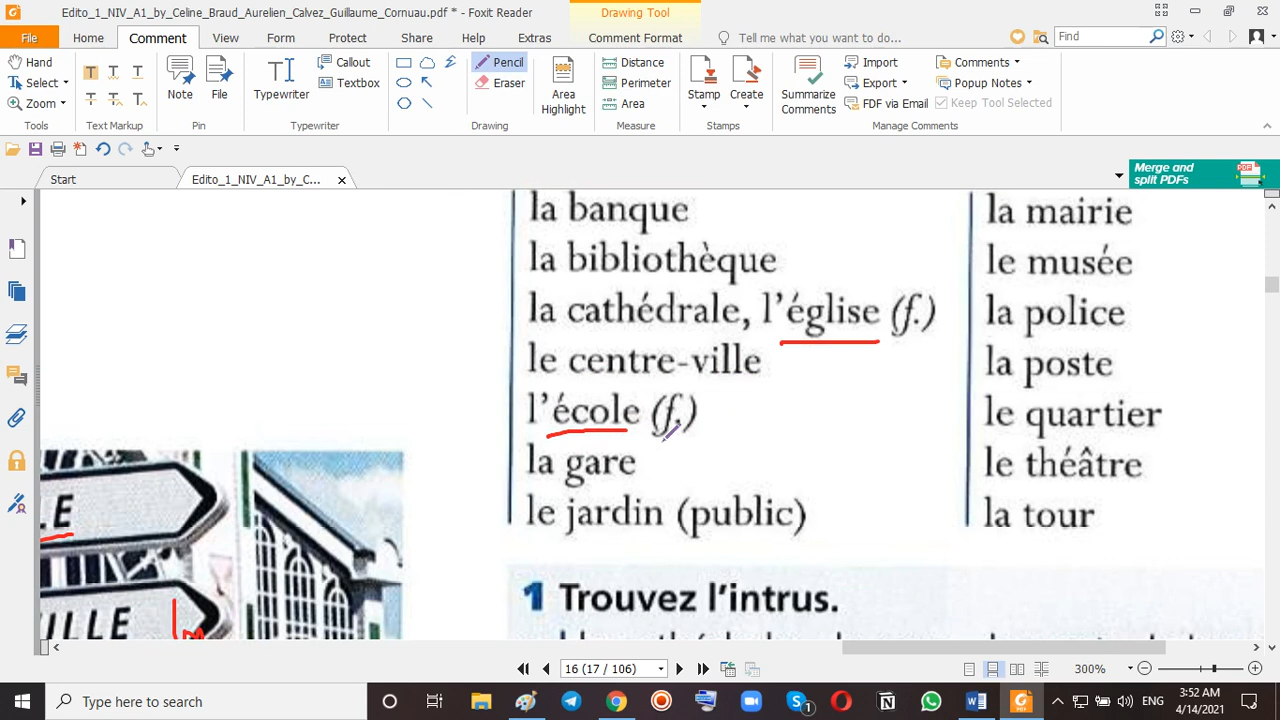 Edito_1_NIV_A1_by_Celine_Braud_Aurelien_Calvez_Guillaume_Cornuau.pdf * - Foxit Reader
Drawing Tool
File Home Comment View Form Protect Share Help Extras Comment Format Tell me what you want to do... Find
Hand
Select
Zoom
Tools
Text Markup
Note
File
Pin
Typewriter
Callout
Textbox
Typewriter
Pencil
Eraser
Drawing
Area
Highlight
Distance
Perimeter
Area
Measure
Stamp
Create
Stamps
Summarize
Comments
Import
Export
FDF via Email
Comments
Popup Notes
Keep Tool Selected
Manage Comments
Start
Edito_1_NIV_A1_by_C...
Merge and
split PDFs
PDF
la banque
la bibliothèque
la cathédrale, l'église (f.)
le centre-ville
l'école (f.)
la gare
le jardin (public)
la mairie
le musée
la police
la poste
le quartier
le théâtre
la tour
LE
VILLE
1 Trouvez l'intrus.
16 (17 / 106)
300%
Type here to search
1
ENG
3:52 AM
4/14/2021